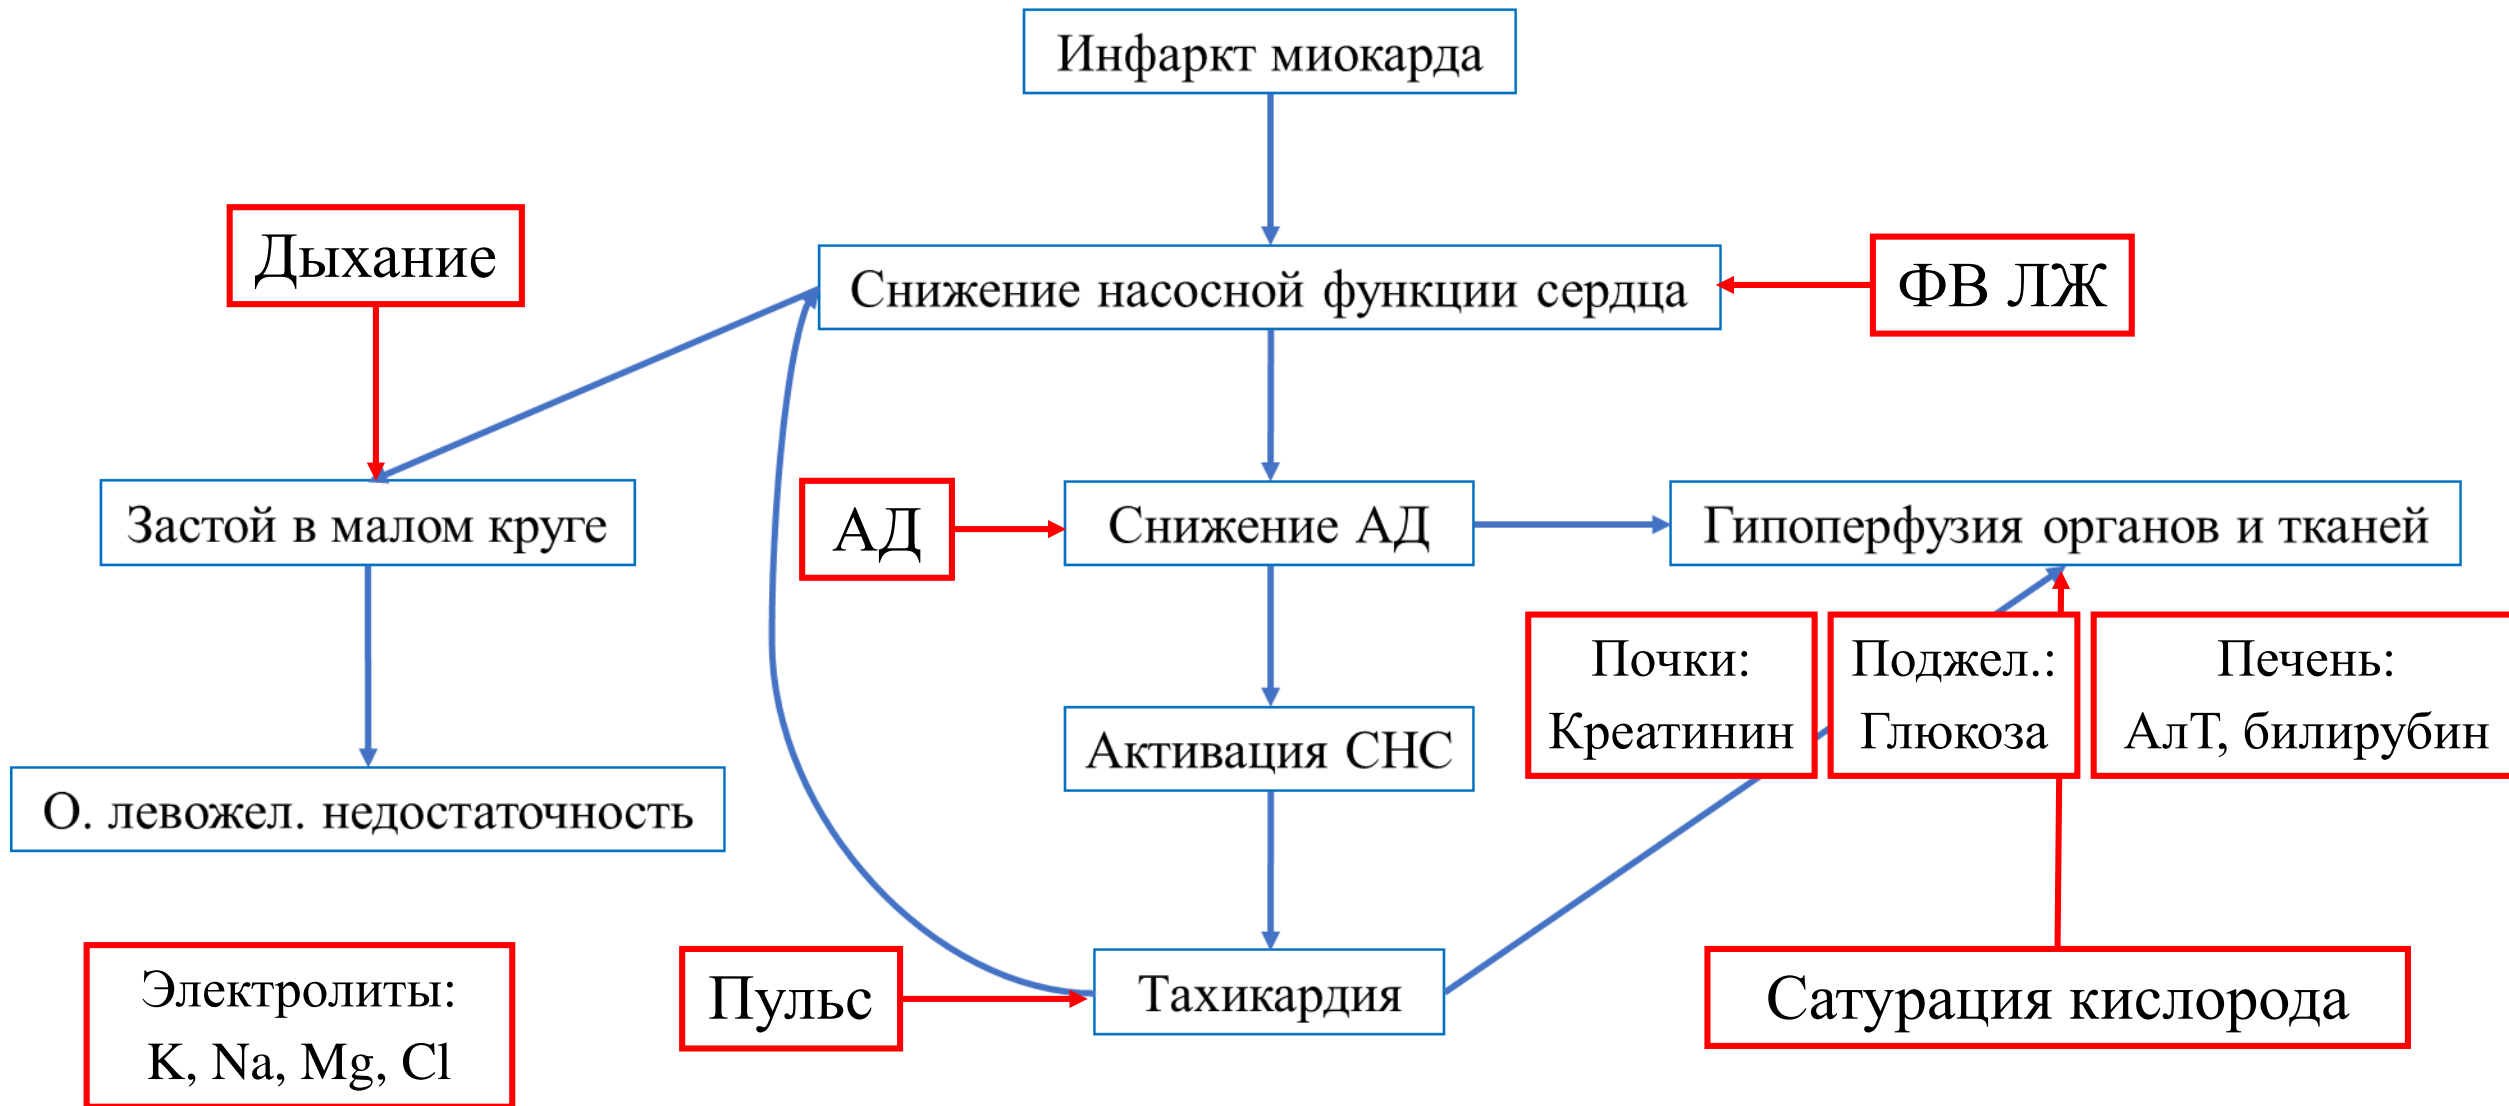 Инфаркт миокарда
Дыхание
Снижение насосной функции сердца
ФВ ЛЖ
Застой в малом круге
АД
Снижение АД
Гипоперфузия органов и тканей
Почки:
Креатинин
Поджел.:
Глюкоза
Печень:
АлТ, билирубин
Активация СНС
О. левожел. недостаточность
Электролиты:
K, Na, Mg, Cl
Пульс
Тахикардия
Сатурация кислорода